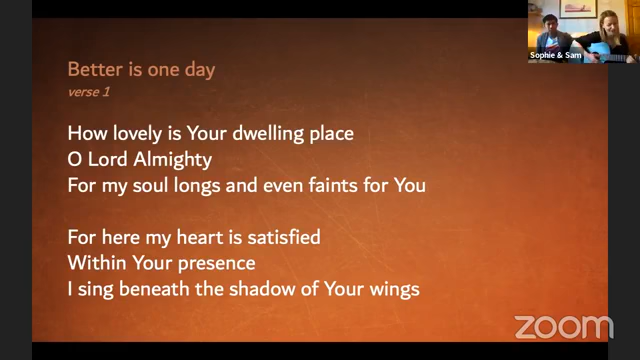 Better is one day
verse 1
How lovely is Your dwelling place
O Lord Almighty
For my soul longs and even faints for You
For here my heart is satisfied
Within Your presence
I sing beneath the shadow of Your wings
Sophie & Sam
zoom